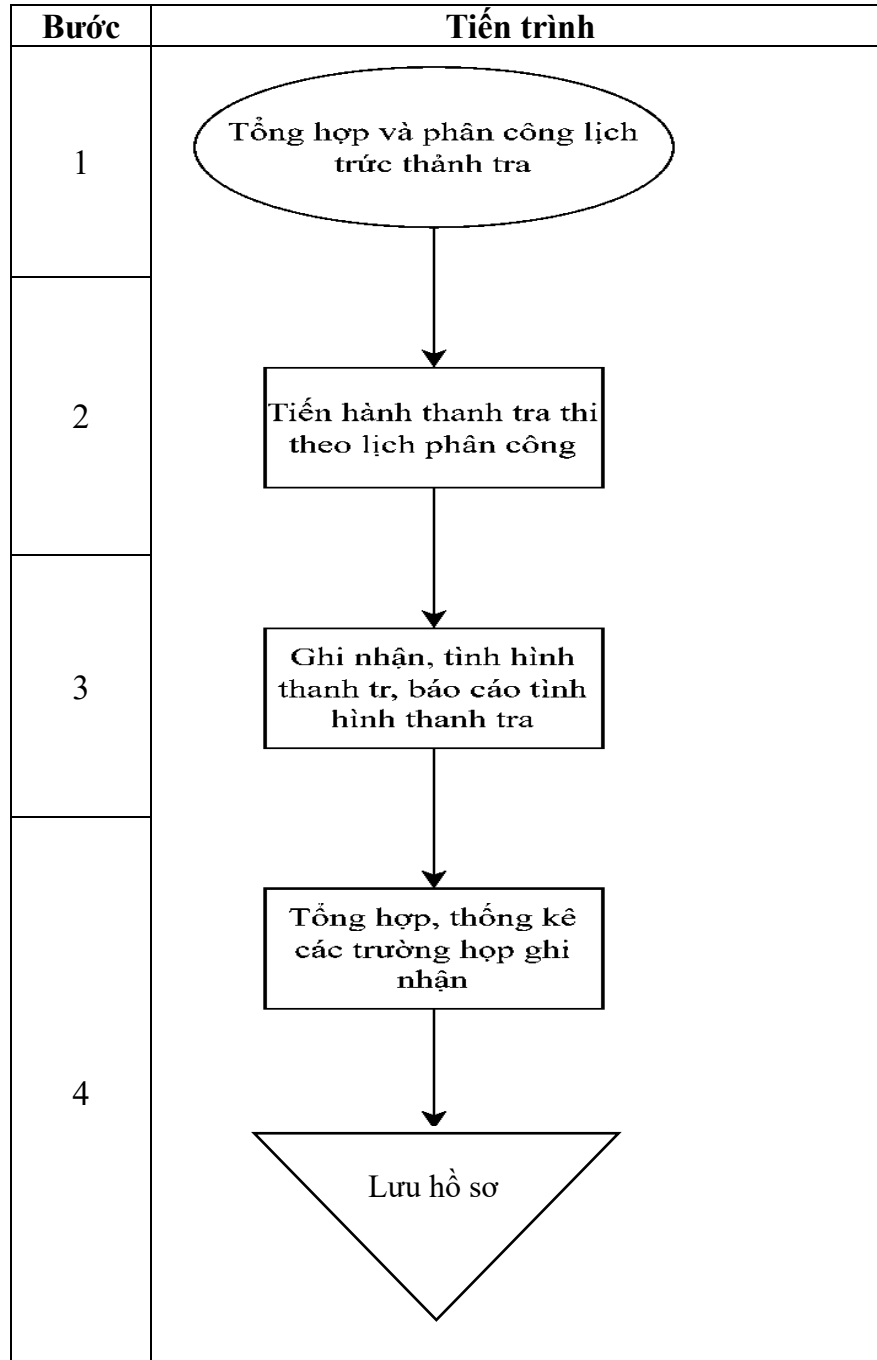 Bước Tiến trình
1
Tổng hợp và phân công lịch
trức thảnh tra
2
Tiến hành thanh tra thi
theo lịch phân công
3
Ghi nhận, tình hình
thanh tr, báo cáo tình
hình thanh tra
4
Tổng hợp, thống kê
các trường họp ghi
nhận
Lưu hồ sơ